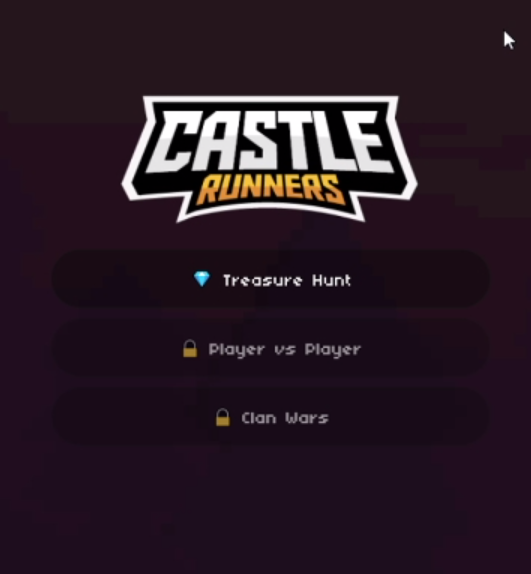 CASTLE
RUNNERS
Treasure Hunt
Player vs Player
Clan Wars